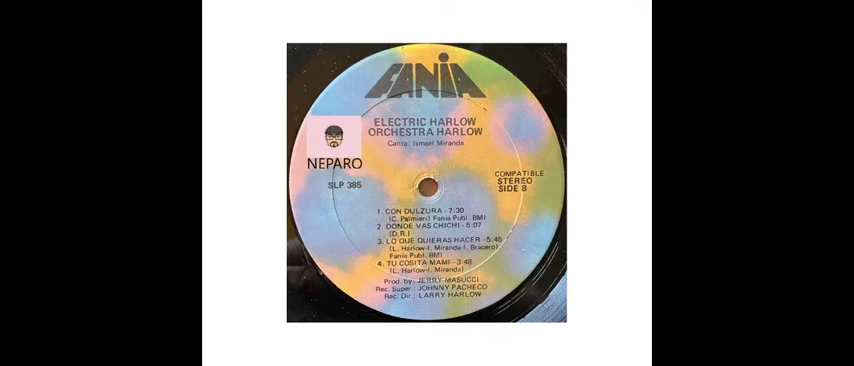 FANIA
ELECTRIC HARLOW
ORCHESTRA HARLOW
Canta: Ismael Miranda
NEPARO
SLP 385
COMPATIBLE
STEREO
SIDE B
1. CON DULZURA - 7:30
(C. Palmieri) Fania Publ. BMI
2. DONDE VAS CHICHI - 5:07
(D.R.)
3. LO QUE QUIERAS HACER - 5:45
(L. Harlow-I. Miranda-I. Bracero)
Fania Publ. BMI
4. TU COSITA MAMI - 3:48
(L. Harlow-I. Miranda)
Prod. by: JERRY MASUCCI
Rec. Super.: JOHNNY PACHECO
Rec. Dir.: LARRY HARLOW